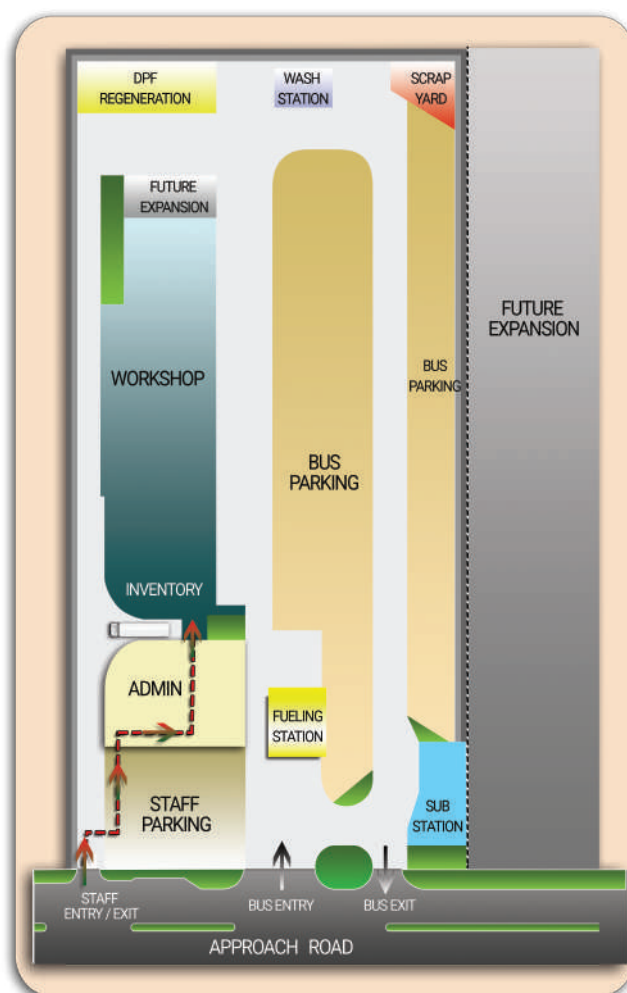 DPF
REGENERATION
WASH
STATION
SCRAP
YARD
FUTURE
EXPANSION
FUTURE
EXPANSION
WORKSHOP
BUS
PARKING
BUS
PARKING
INVENTORY
ADMIN
FUELING
STATION
STAFF
PARKING
SUB
STATION
STAFF
ENTRY / EXIT
BUS ENTRY
BUS EXIT
APPROACH ROAD